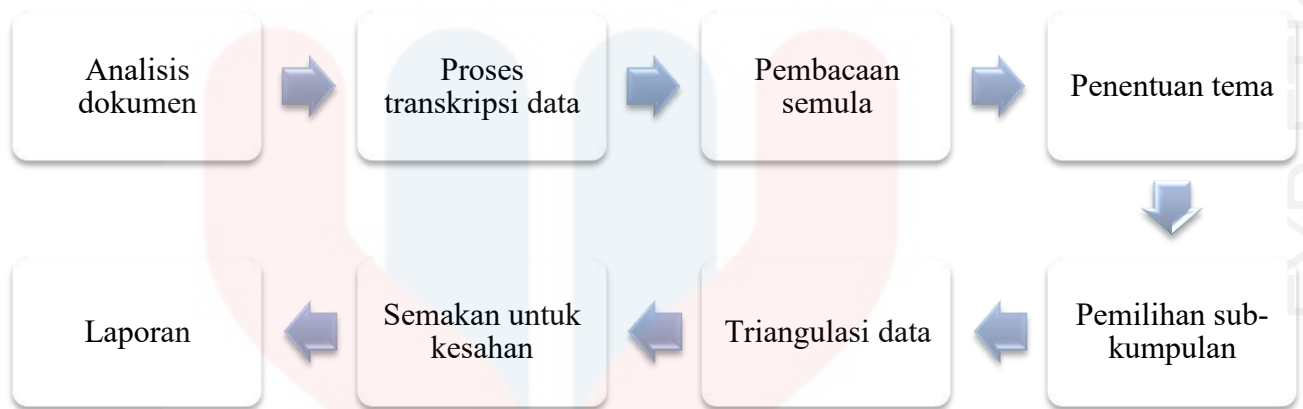 Analisis
dokumen
Proses
transkripsi data
Pembacaan
semula
Penentuan tema
Pemilihan sub-
kumpulan
Triangulasi data
Semakan untuk
kesahan
Laporan